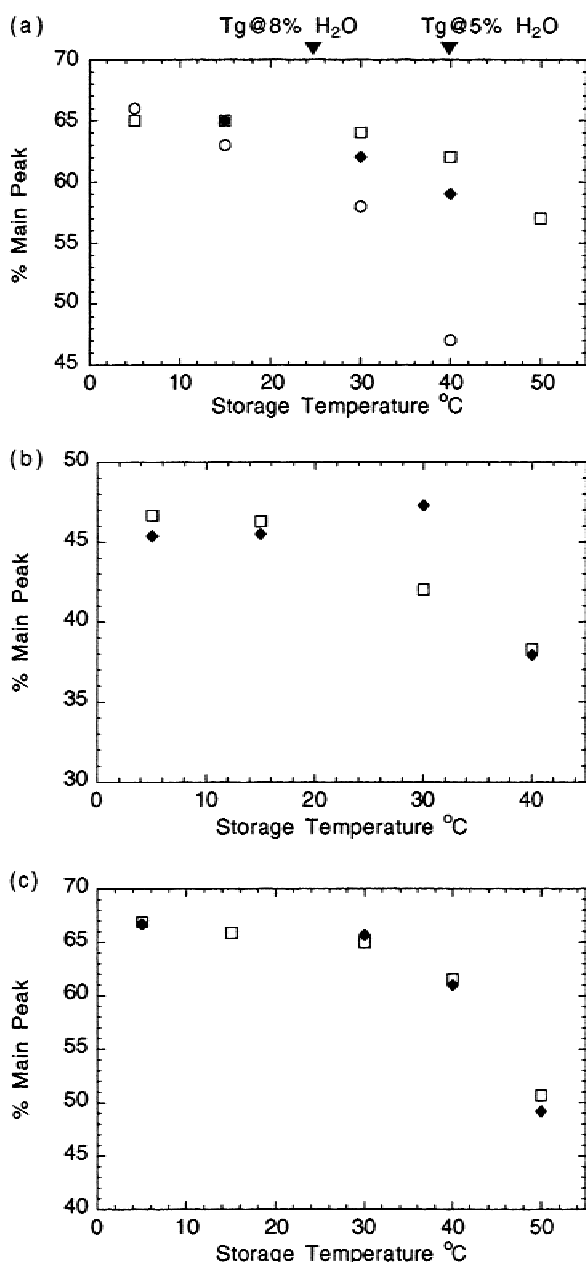 (a)
Tg@8% H₂O Tg@5% H₂O
70
65
60
55
50
45
% Main Peak
0 10 20 30 40 50
Storage Temperature °C
(b)
50
45
40
35
30
% Main Peak
0 10 20 30 40
Storage Temperature °C
(c)
70
65
60
55
50
45
40
% Main Peak
0 10 20 30 40 50
Storage Temperature °C